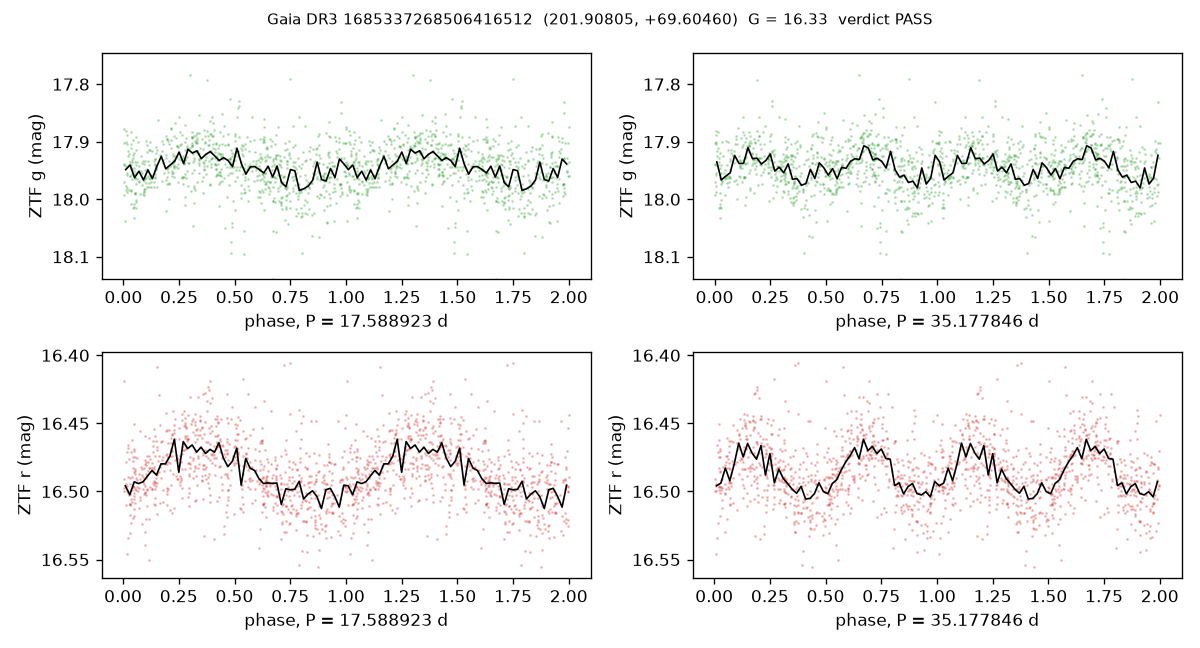 Gaia DR3 1685337268506416512 (201.90805, +69.60460) G = 16.33 verdict PASS
ZTF g (mag)
17.8
17.9
18.0
18.1
0.00 0.25 0.50 0.75 1.00 1.25 1.50 1.75 2.00
phase, P = 17.588923 d
ZTF g (mag)
17.8
17.9
18.0
18.1
0.00 0.25 0.50 0.75 1.00 1.25 1.50 1.75 2.00
phase, P = 35.177846 d
ZTF r (mag)
16.40
16.45
16.50
16.55
0.00 0.25 0.50 0.75 1.00 1.25 1.50 1.75 2.00
phase, P = 17.588923 d
ZTF r (mag)
16.40
16.45
16.50
16.55
0.00 0.25 0.50 0.75 1.00 1.25 1.50 1.75 2.00
phase, P = 35.177846 d